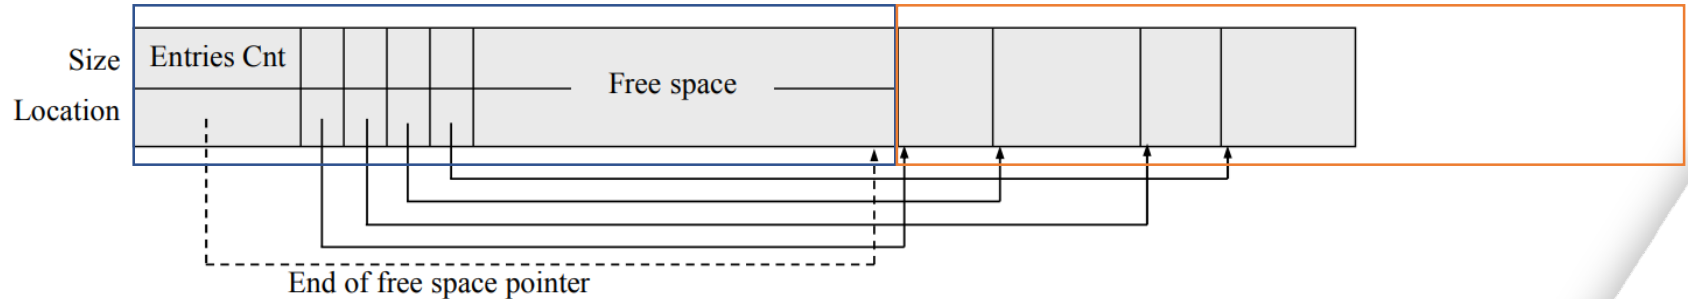 Size
Entries Cnt
Free space
Location
End of free space pointer